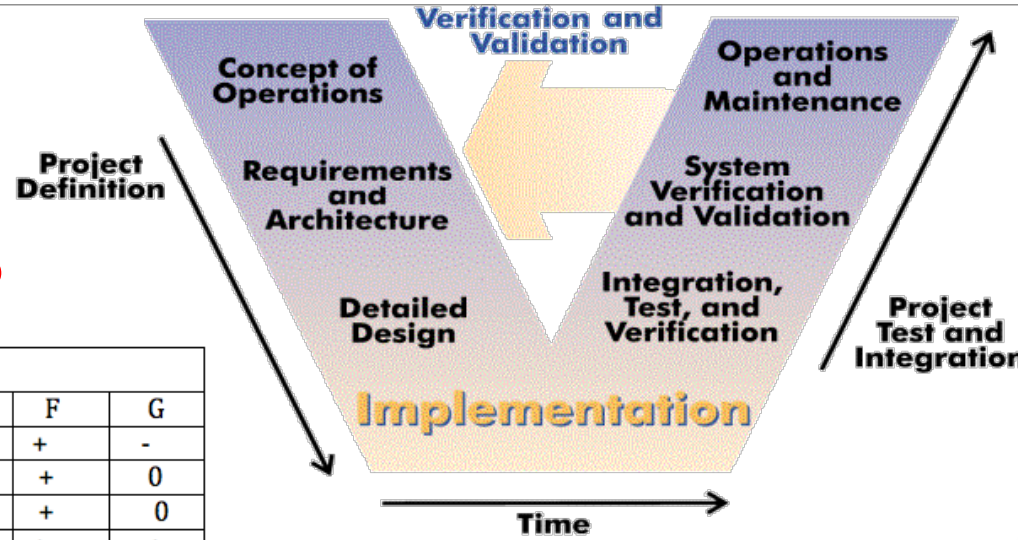 Verification and
Validation
Concept of
Operations
Operations
and
Maintenance
Project
Definition
Requirements
and
Architecture
System
Verification
and Validation
Detailed
Design
Integration,
Test, and
Verification
Project
Test and
Integration
Implementation
Time
F G
+ -
+ 0
+ 0